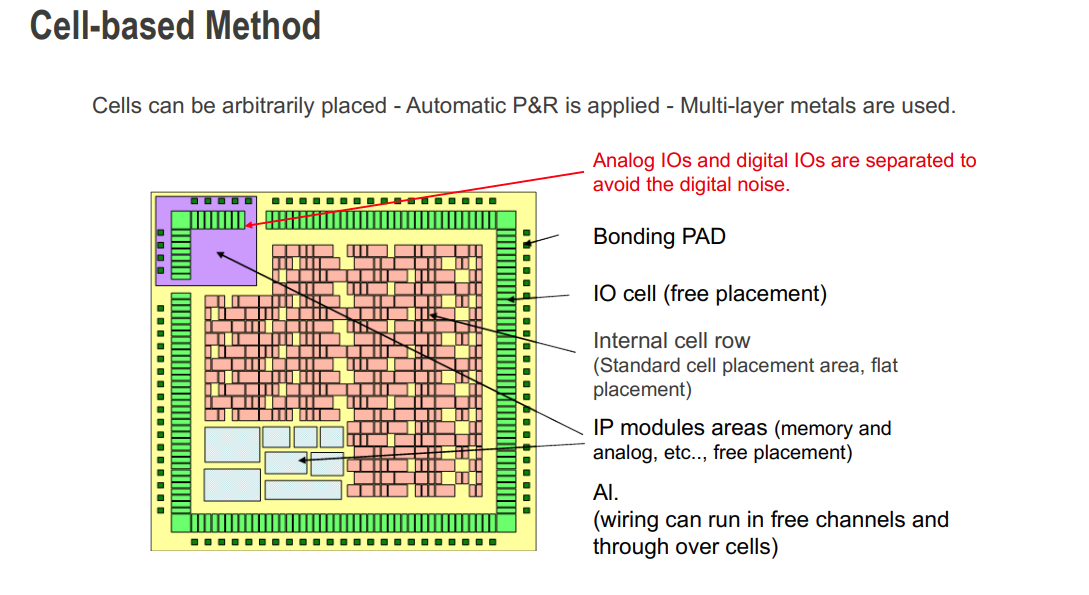 Cell-based Method
Cells can be arbitrarily placed - Automatic P&R is applied - Multi-layer metals are used.
Analog IOs and digital IOs are separated to
avoid the digital noise.
Bonding PAD
IO cell (free placement)
Internal cell row
(Standard cell placement area, flat
placement)
IP modules areas (memory and
analog, etc.., free placement)
Al.
(wiring can run in free channels and
through over cells)